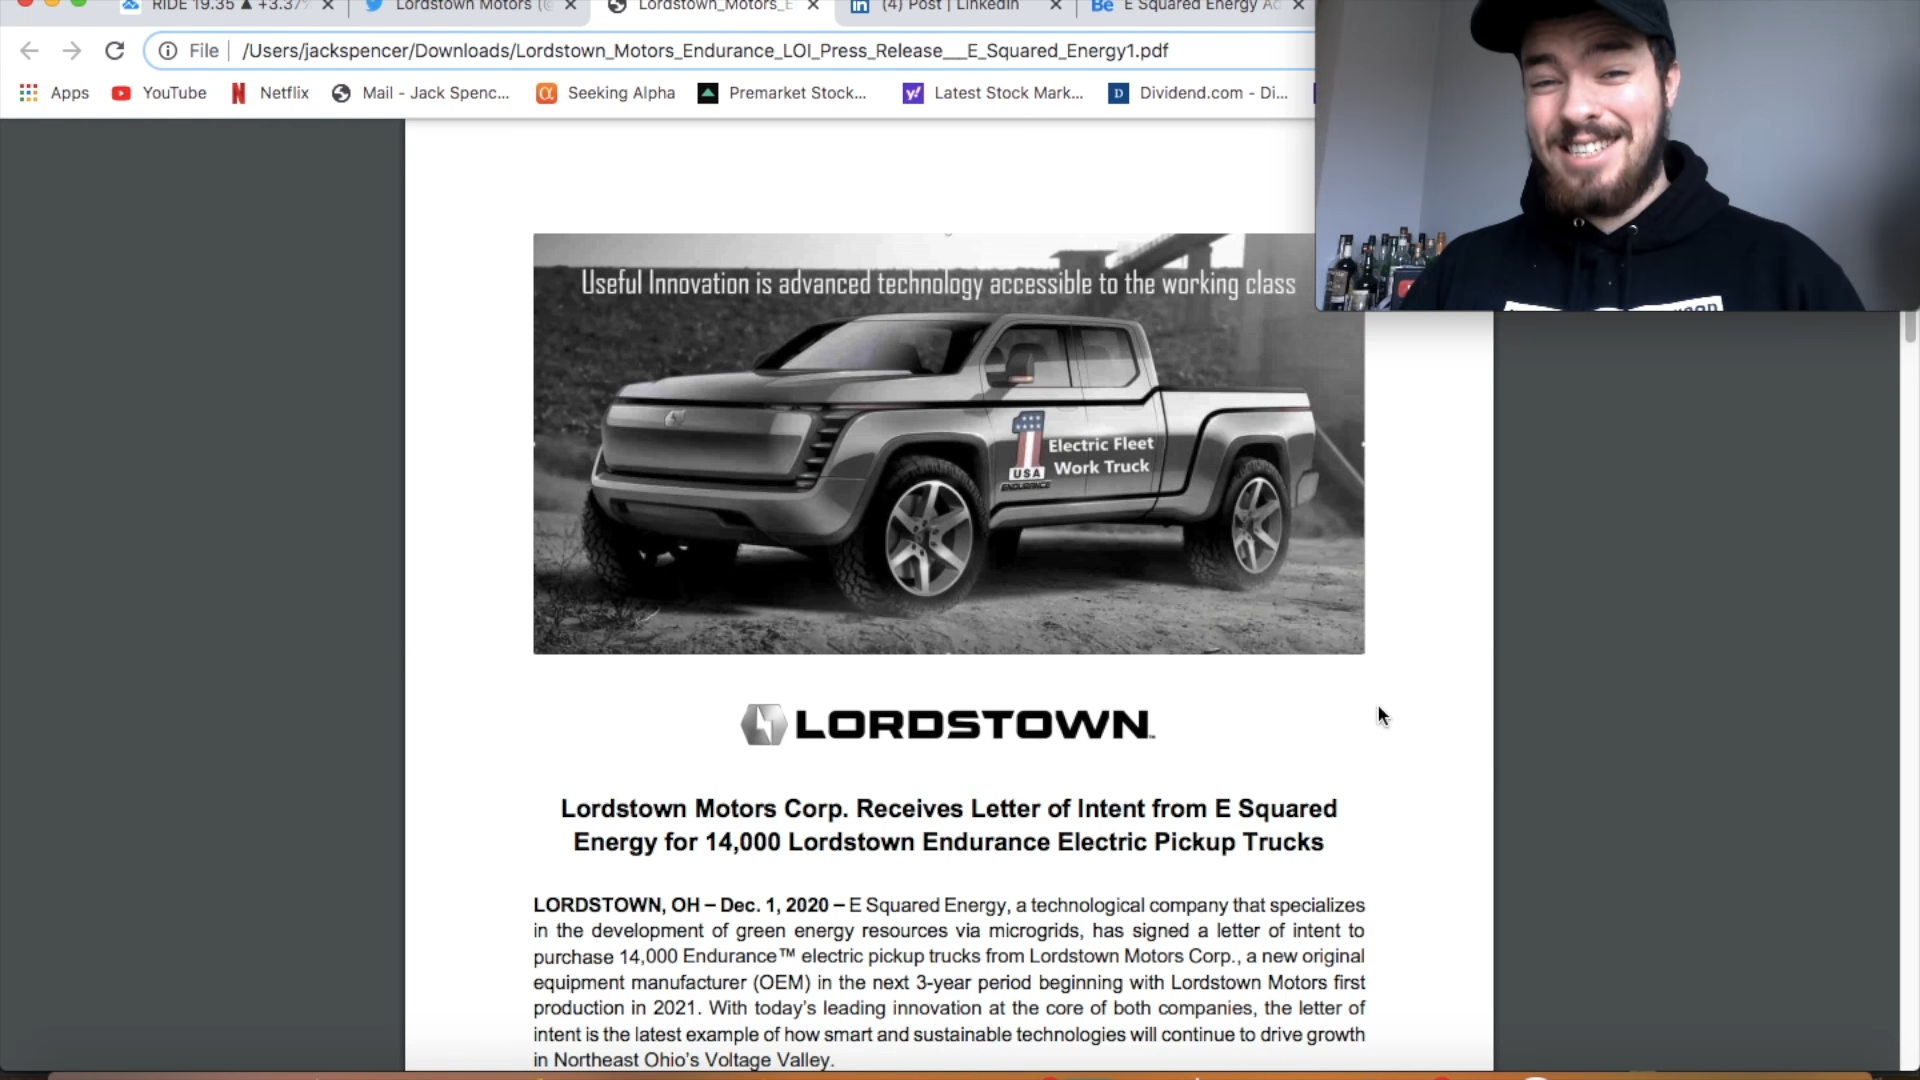 RIDE 19.35 ▲ +3.37%
Lordstown Motors (@
Lordstown_Motors_E
(4) Post | LinkedIn
E Squared Energy Ad
File
/Users/jackspencer/Downloads/Lordstown_Motors_Endurance_LOI_Press_Release___E_Squared_Energy1.pdf
Apps
YouTube
Netflix
Mail - Jack Spenc...
Seeking Alpha
Premarket Stock...
Latest Stock Mark...
Dividend.com - Di...
Useful Innovation is advanced technology accessible to the working class
1
USA
ENDURANCE
Electric Fleet
Work Truck
LORDSTOWN™
Lordstown Motors Corp. Receives Letter of Intent from E Squared
Energy for 14,000 Lordstown Endurance Electric Pickup Trucks
LORDSTOWN, OH – Dec. 1, 2020 – E Squared Energy, a technological company that specializes
in the development of green energy resources via microgrids, has signed a letter of intent to
purchase 14,000 Endurance™ electric pickup trucks from Lordstown Motors Corp., a new original
equipment manufacturer (OEM) in the next 3-year period beginning with Lordstown Motors first
production in 2021. With today's leading innovation at the core of both companies, the letter of
intent is the latest example of how smart and sustainable technologies will continue to drive growth
in Northeast Ohio's Voltage Valley.